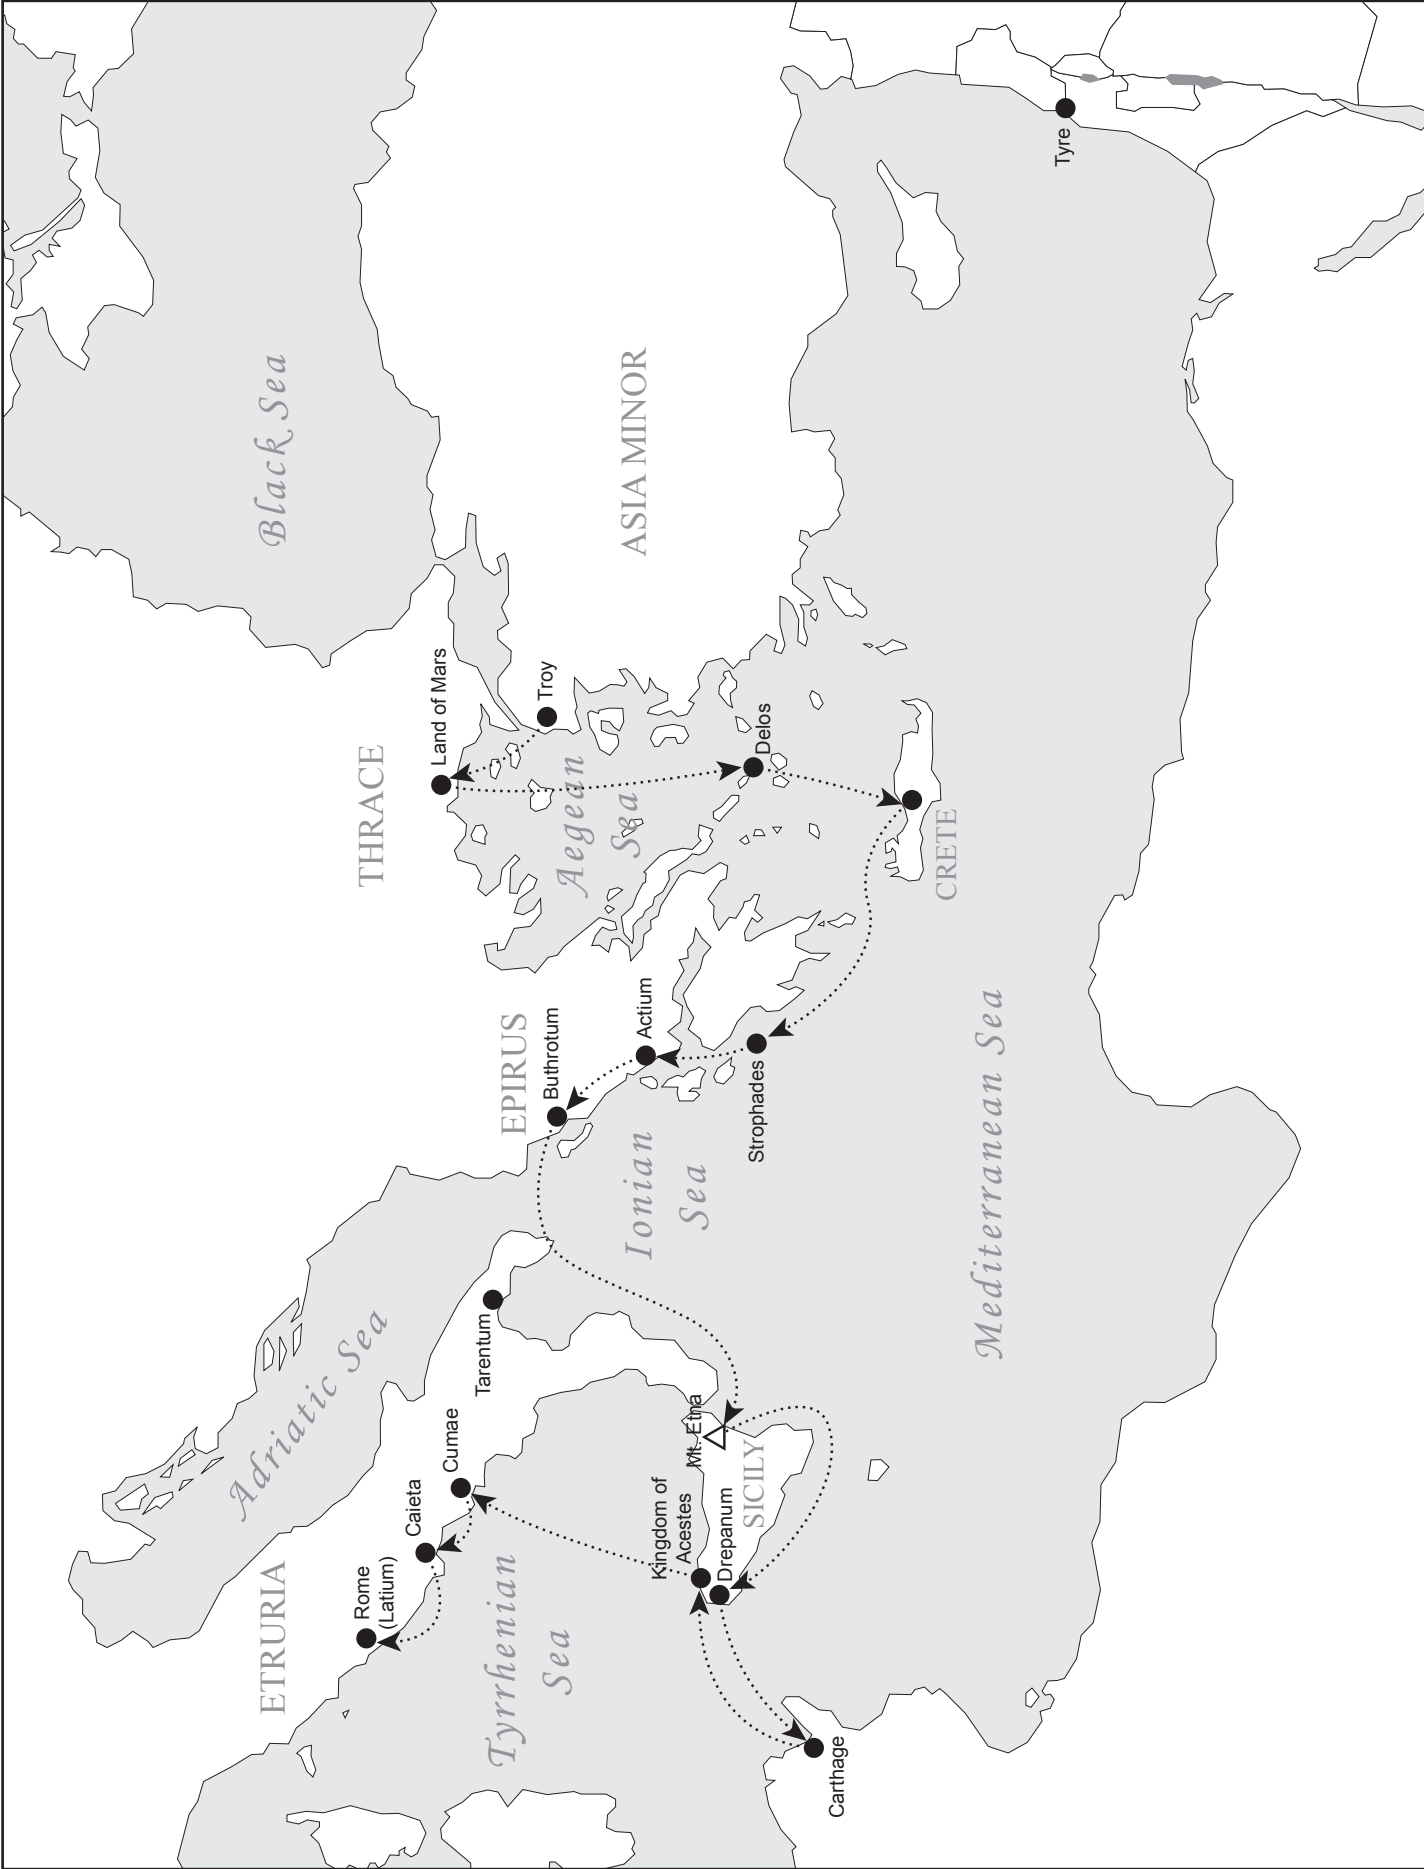 Black Sea
THRACE
Land of Mars
Troy
ASIA MINOR
Aegean
Sea
Delos
CRETE
Tyre
EPIRUS
Buthrotum
Actium
Strophades
Ionian
Sea
Mediterranean Sea
Adriatic Sea
Tarentum
Cumae
Caieta
Rome
(Latium)
ETRURIA
Tyrrhenian
Sea
Mt. Etna
SICILY
Kingdom of
Acestes
Drepanum
Carthage